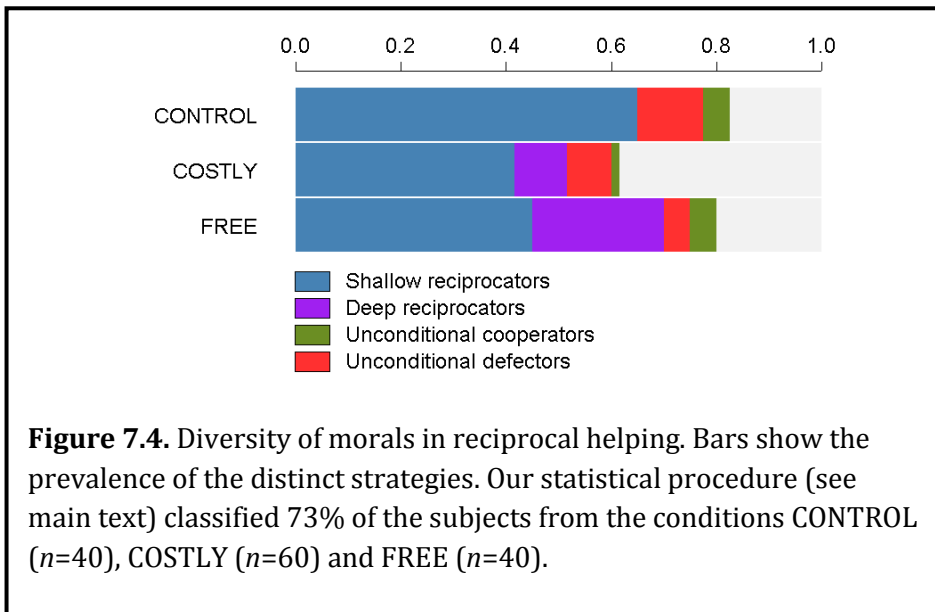 0.0 0.2 0.4 0.6 0.8 1.0
CONTROL
COSTLY
FREE
Shallow reciprocators
Deep reciprocators
Unconditional cooperators
Unconditional defectors
Figure 7.4. Diversity of morals in reciprocal helping. Bars show the
prevalence of the distinct strategies. Our statistical procedure (see
main text) classified 73% of the subjects from the conditions CONTROL
(n=40), COSTLY (n=60) and FREE (n=40).